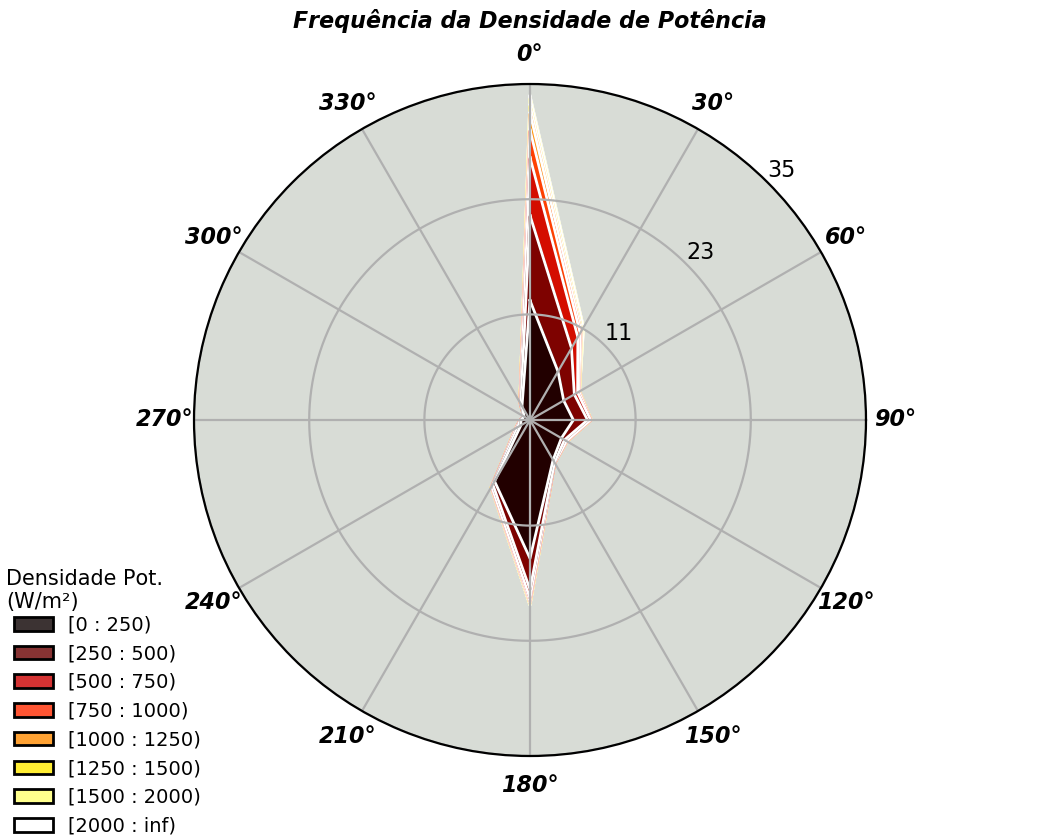 Frequência da Densidade de Potência
0°
330°
30°
35
300°
60°
23
11
270°
90°
240°
120°
210°
150°
180°
Densidade Pot.
(W/m²)
[0 : 250)
[250 : 500)
[500 : 750)
[750 : 1000)
[1000 : 1250)
[1250 : 1500)
[1500 : 2000)
[2000 : inf)